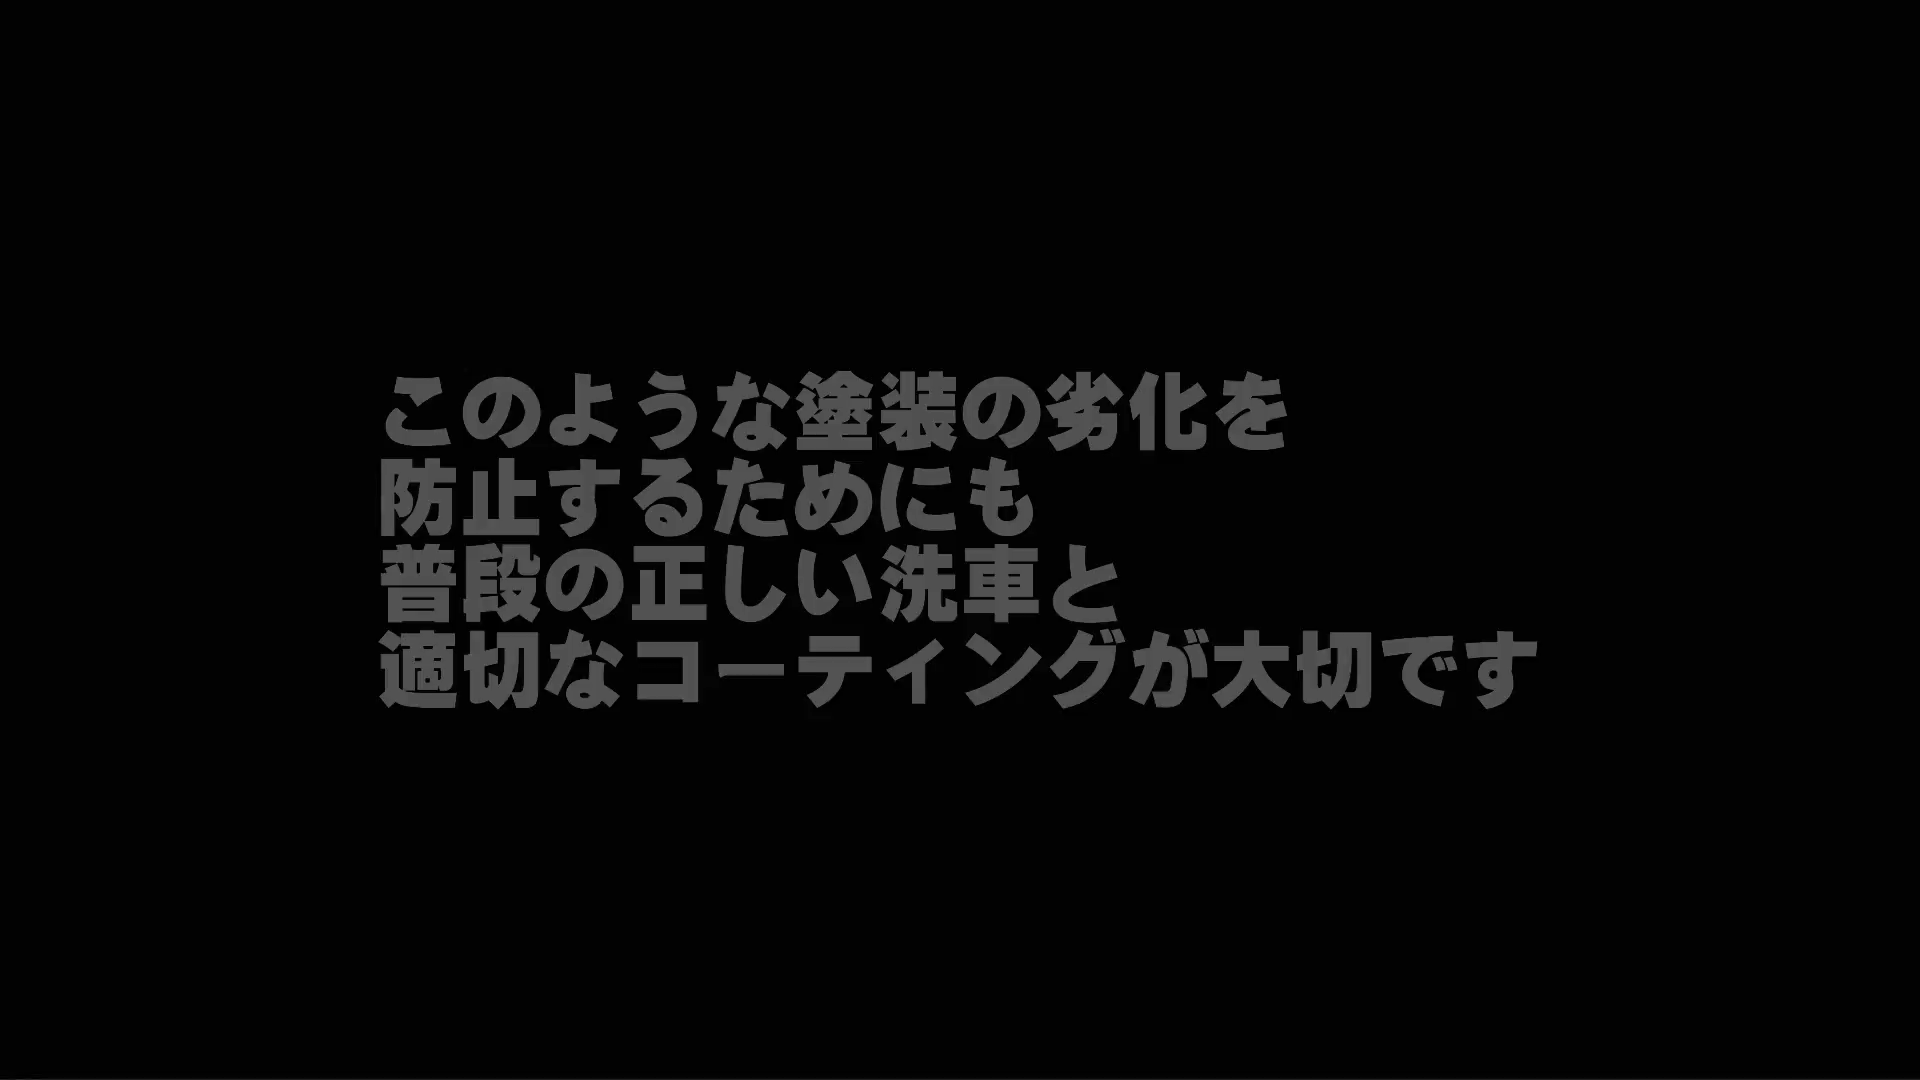 このような塗装の劣化を
防止するためにも
普段の正しい洗車と
適切なコーティングが大切です